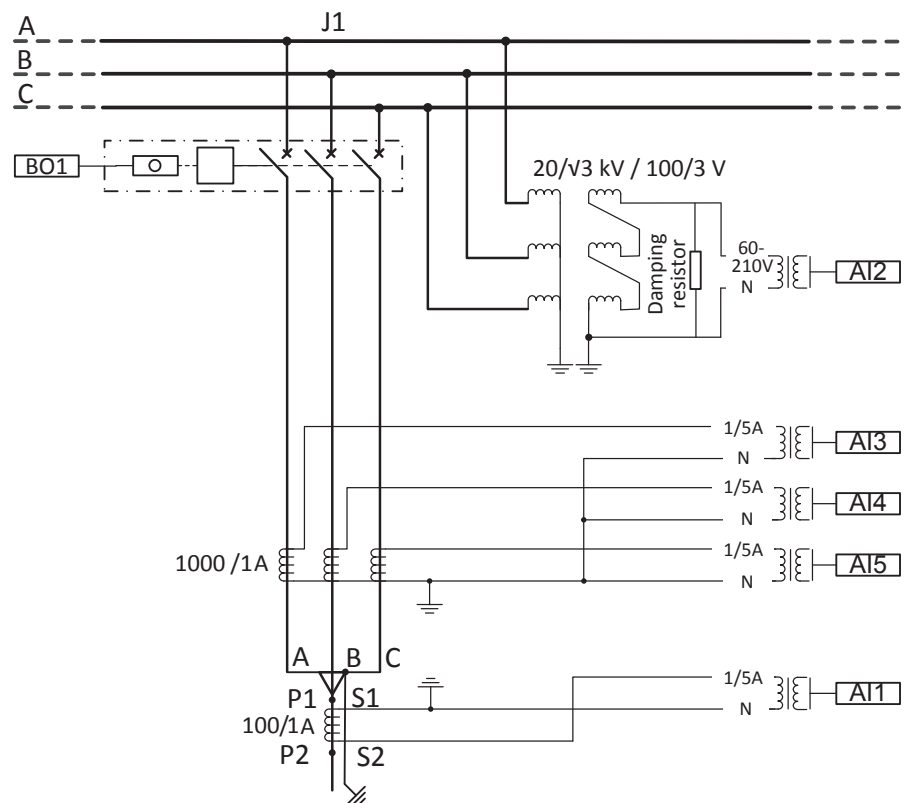 A
J1
B
C
BO1
20/√3 kV / 100/3 V
Damping
resistor
60-
210V
N
AI2
1/5A
AI3
N
1/5A
AI4
N
1000 /1A
1/5A
AI5
N
A B C
P1 S1
1/5A
AI1
N
100/1A
P2 S2